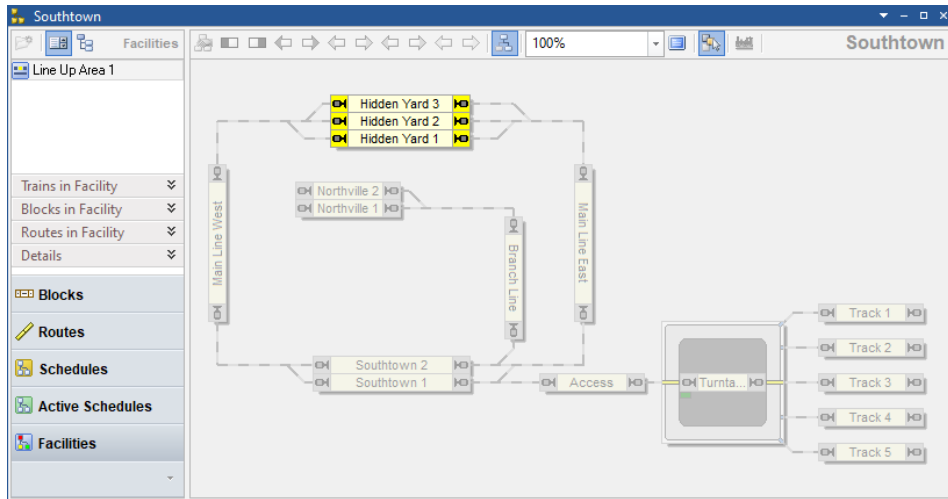 Southtown
Facilities
100%
Southtown
Line Up Area 1
Trains in Facility
Blocks in Facility
Routes in Facility
Details
Blocks
Routes
Schedules
Active Schedules
Facilities
Hidden Yard 3
Hidden Yard 2
Hidden Yard 1
Northville 2
Northville 1
Main Line West
Branch Line
Main Line East
Southtown 2
Southtown 1
Access
Turnta...
Track 1
Track 2
Track 3
Track 4
Track 5